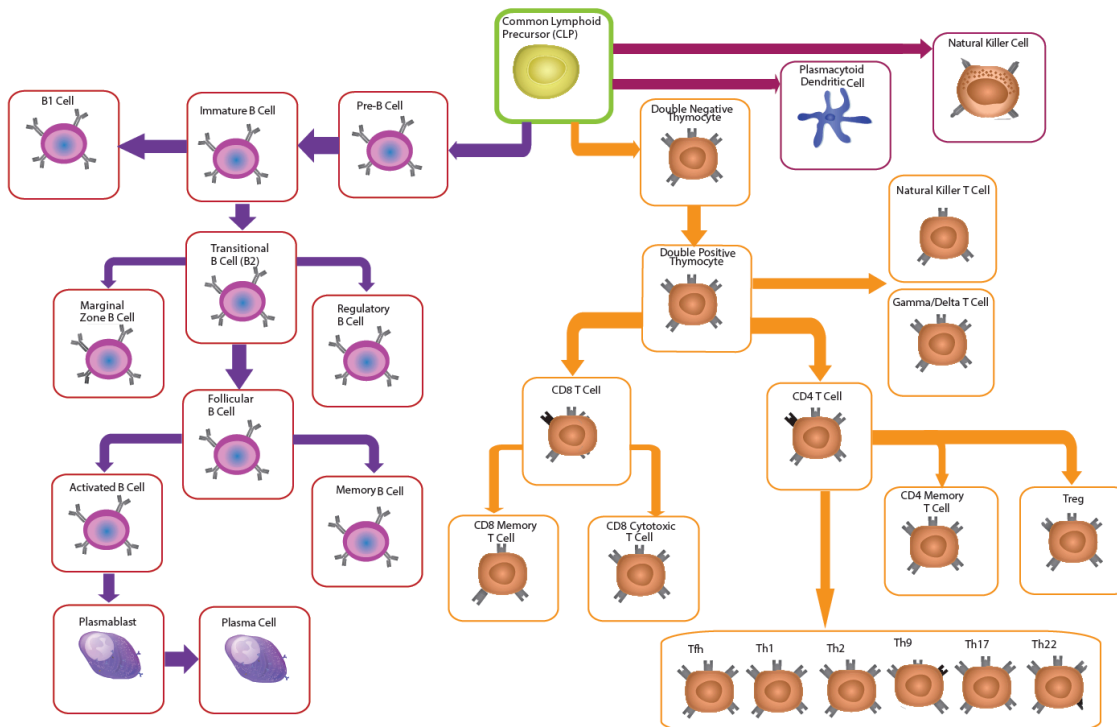 Common Lymphoid
Precursor (CLP)
Natural Killer Cell
Plasmacytoid
Dendritic Cell
B1 Cell
Immature B Cell
Pre-B Cell
Double Negative
Thymocyte
Natural Killer T Cell
Transitional
B Cell (B2)
Double Positive
Thymocyte
Marginal
Zone B Cell
Regulatory
B Cell
Gamma/Delta T Cell
CD8 T Cell
CD4 T Cell
Follicular
B Cell
Activated B Cell
Memory B Cell
CD8 Memory
T Cell
CD8 Cytotoxic
T Cell
CD4 Memory
T Cell
Treg
Plasmablast
Plasma Cell
Tfh
Th1
Th2
Th9
Th17
Th22